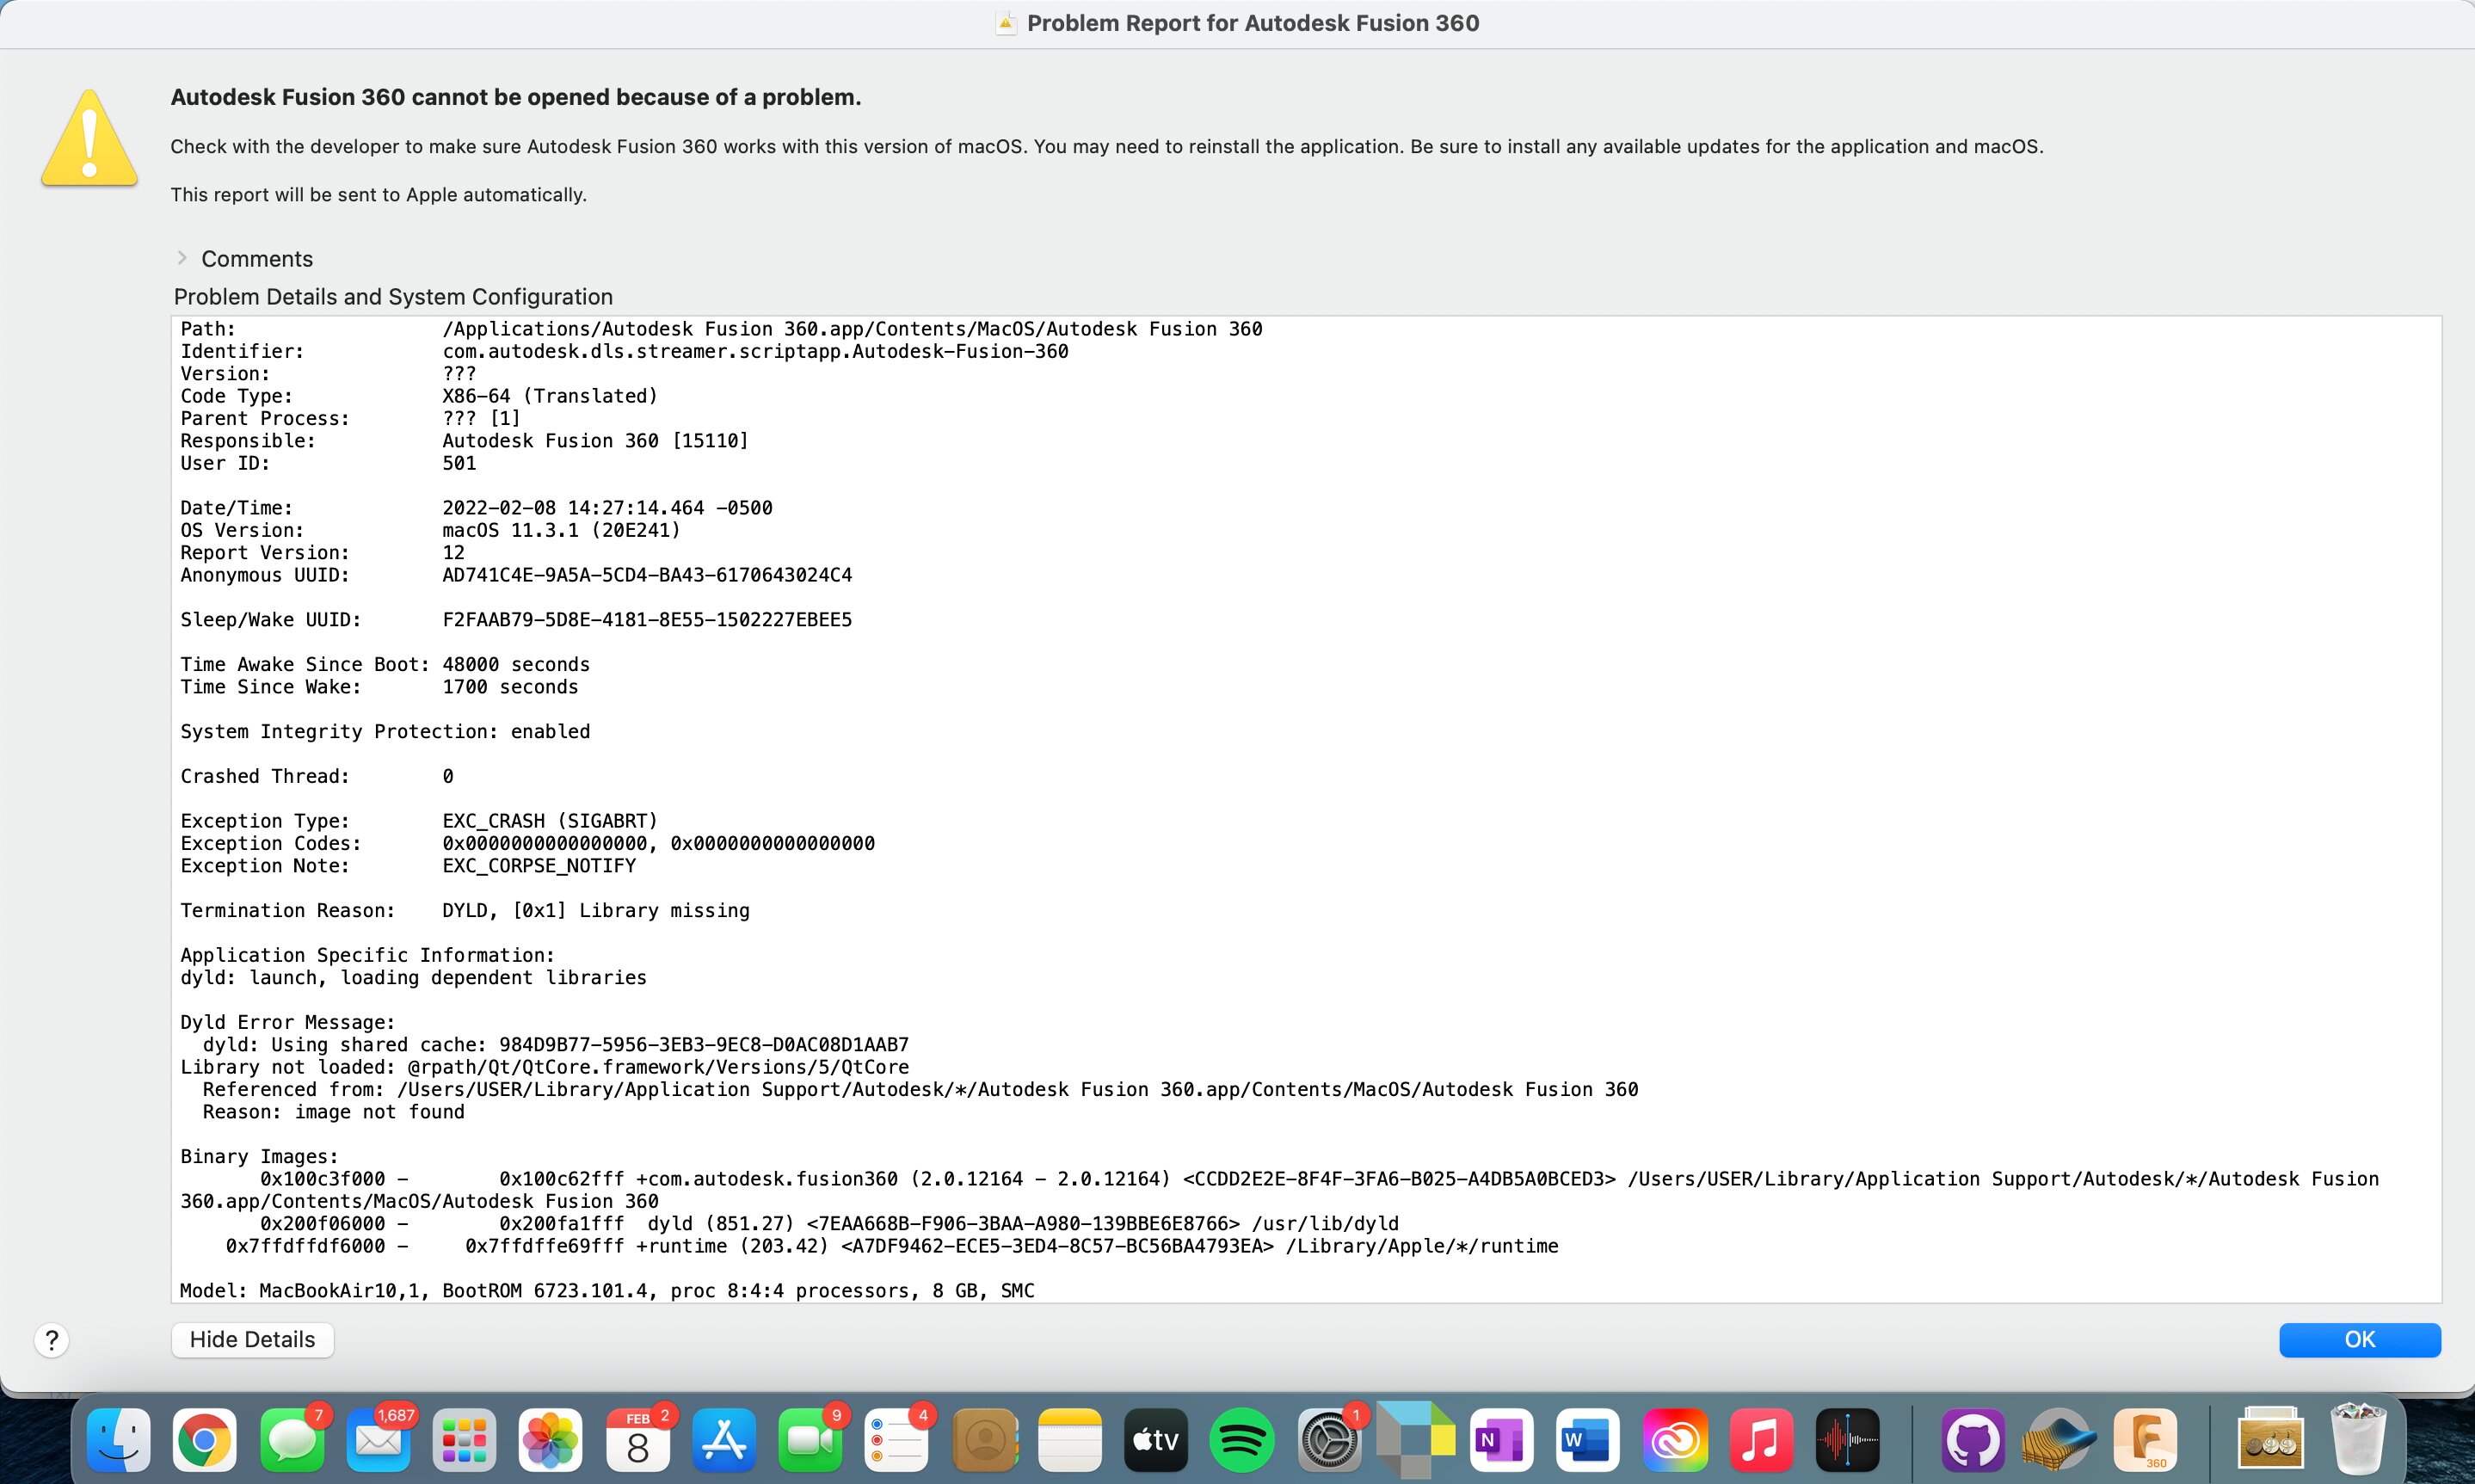 Problem Report for Autodesk Fusion 360
Autodesk Fusion 360 cannot be opened because of a problem.
Check with the developer to make sure Autodesk Fusion 360 works with this version of macOS. You may need to reinstall the application. Be sure to install any available updates for the application and macOS.
This report will be sent to Apple automatically.
Comments
Problem Details and System Configuration
Path: /Applications/Autodesk Fusion 360.app/Contents/MacOS/Autodesk Fusion 360
Identifier: com.autodesk.dls.streamer.scriptapp.Autodesk-Fusion-360
Version: ???
Code Type: X86-64 (Translated)
Parent Process: ??? [1]
Responsible: Autodesk Fusion 360 [15110]
User ID: 501
Date/Time: 2022-02-08 14:27:14.464 -0500
OS Version: macOS 11.3.1 (20E241)
Report Version: 12
Anonymous UUID: AD741C4E-9A5A-5CD4-BA43-6170643024C4
Sleep/Wake UUID: F2FAAB79-5D8E-4181-8E55-1502227EBEE5
Time Awake Since Boot: 48000 seconds
Time Since Wake: 1700 seconds
System Integrity Protection: enabled
Crashed Thread: 0
Exception Type: EXC_CRASH (SIGABRT)
Exception Codes: 0x0000000000000000, 0x0000000000000000
Exception Note: EXC_CORPSE_NOTIFY
Termination Reason: DYLD, [0x1] Library missing
Application Specific Information:
dyld: launch, loading dependent libraries
Dyld Error Message:
dyld: Using shared cache: 984D9B77-5956-3EB3-9EC8-D0AC08D1AAB7
Library not loaded: @rpath/Qt/QtCore.framework/Versions/5/QtCore
Referenced from: /Users/USER/Library/Application Support/Autodesk/*/Autodesk Fusion 360.app/Contents/MacOS/Autodesk Fusion 360
Reason: image not found
Binary Images:
0x100c3f000 - 0x100c62fff +com.autodesk.fusion360 (2.0.12164 - 2.0.12164) <CCDD2E2E-8F4F-3FA6-B025-A4DB5A0BCED3> /Users/USER/Library/Application Support/Autodesk/*/Autodesk Fusion
360.app/Contents/MacOS/Autodesk Fusion 360
0x200f06000 - 0x200fa1fff dyld (851.27) <7EAA668B-F906-3BAA-A980-139BBE6E8766> /usr/lib/dyld
0x7ffdffdf6000 - 0x7ffdffe69fff +runtime (203.42) <A7DF9462-ECE5-3ED4-8C57-BC56BA4793EA> /Library/Apple/*/runtime
Model: MacBookAir10,1, BootROM 6723.101.4, proc 8:4:4 processors, 8 GB, SMC
? Hide Details OK
7 1,687 2 9 4 1
FEB
8
tv
N
W
F
360